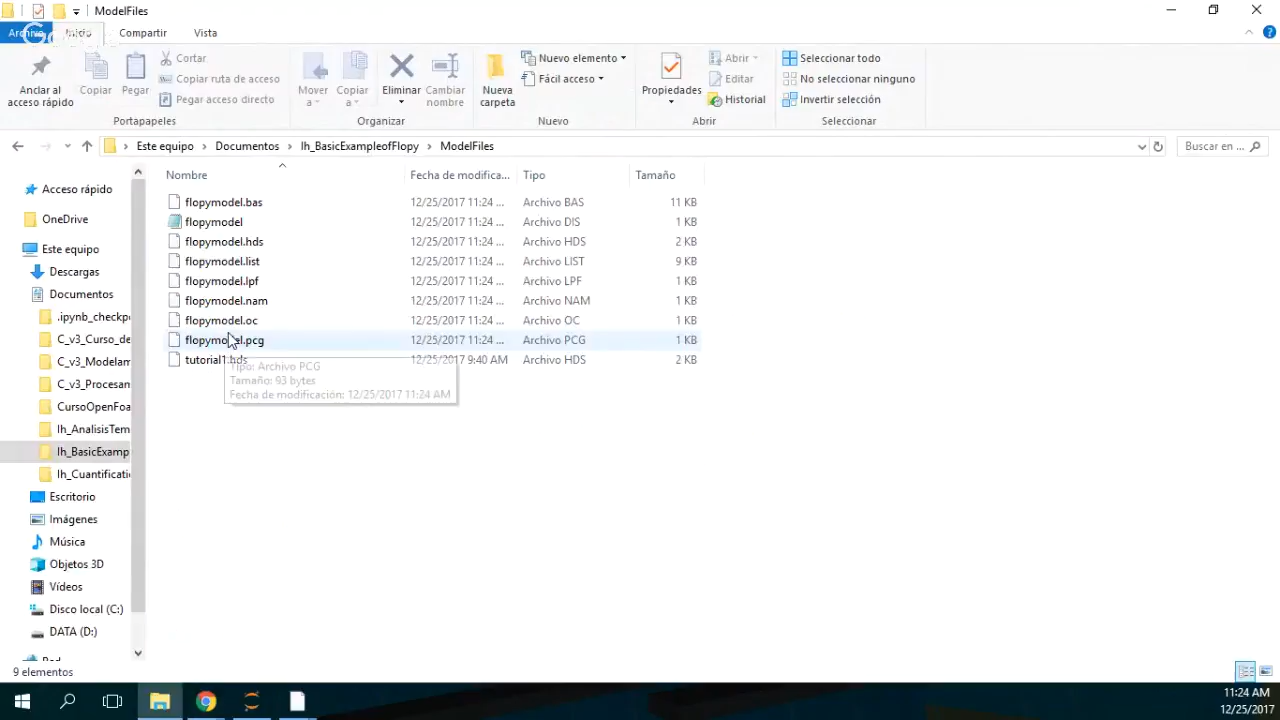 ModelFiles
Archivo Inicio Compartir Vista
Anclar al acceso rápido
Copiar
Pegar
Cortar
Copiar ruta de acceso
Pegar acceso directo
Portapapeles
Mover a
Copiar a
Eliminar
Cambiar nombre
Organizar
Nueva carpeta
Nuevo elemento
Fácil acceso
Nuevo
Propiedades
Abrir
Editar
Historial
Abrir
Seleccionar todo
No seleccionar ninguno
Invertir selección
Seleccionar
Este equipo > Documentos > Ih_BasicExampleofFlopy > ModelFiles
Buscar en ...
Nombre Fecha de modifica... Tipo Tamaño
flopymodel.bas 12/25/2017 11:24 ... Archivo BAS 11 KB
flopymodel 12/25/2017 11:24 ... Archivo DIS 1 KB
flopymodel.hds 12/25/2017 11:24 ... Archivo HDS 2 KB
flopymodel.list 12/25/2017 11:24 ... Archivo LIST 9 KB
flopymodel.lpf 12/25/2017 11:24 ... Archivo LPF 1 KB
flopymodel.nam 12/25/2017 11:24 ... Archivo NAM 1 KB
flopymodel.oc 12/25/2017 11:24 ... Archivo OC 1 KB
flopymodel.pcg 12/25/2017 11:24 ... Archivo PCG 1 KB
tutorial1.hds 12/25/2017 9:40 AM Archivo HDS 2 KB
Tipo: Archivo PCG
Tamaño: 93 bytes
Fecha de modificación: 12/25/2017 11:24 AM
Acceso rápido
OneDrive
Este equipo
Descargas
Documentos
.ipynb_checkp
C_v3_Curso_de
C_v3_Modelam
C_v3_Procesan
CursoOpenFoa
Ih_AnalisisTem
Ih_BasicExamp
Ih_Cuantificati
Escritorio
Imágenes
Música
Objetos 3D
Vídeos
Disco local (C:)
DATA (D:)
Red
9 elementos
11:24 AM
12/25/2017